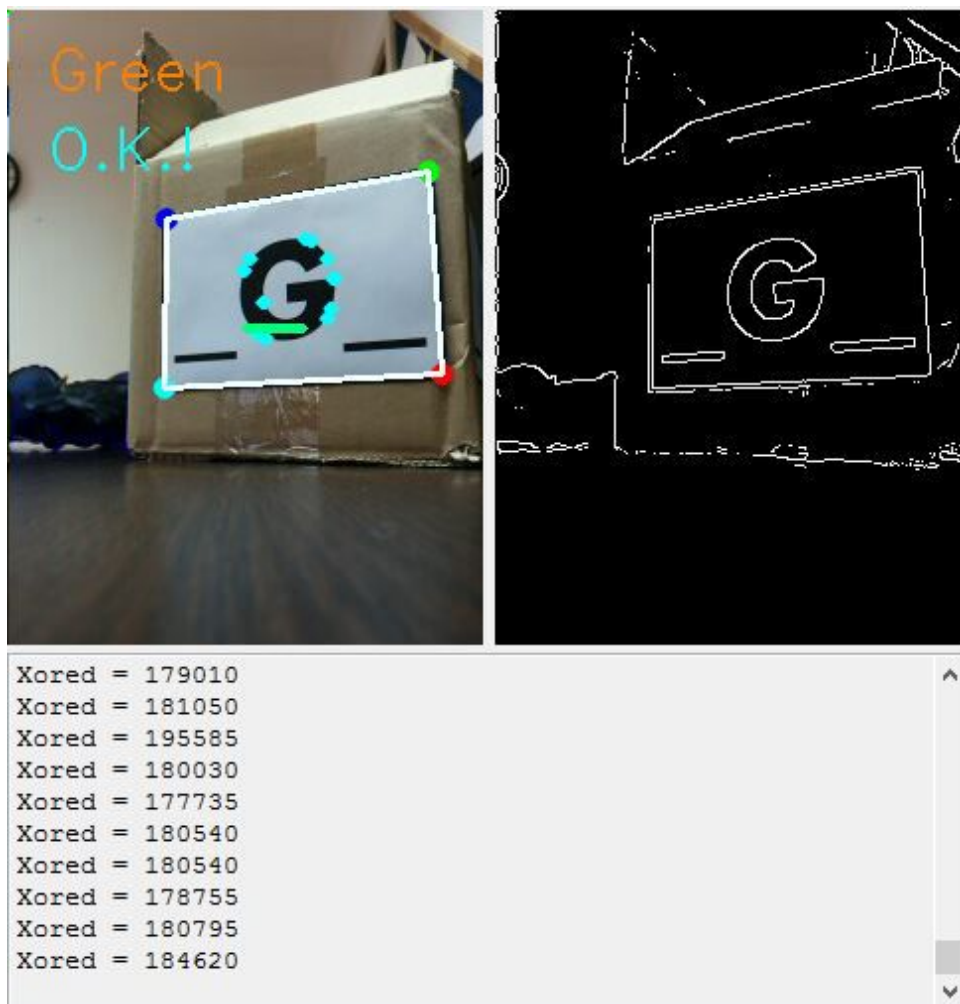 Green
O.K.!
G
G
Xored = 179010
Xored = 181050
Xored = 195585
Xored = 180030
Xored = 177735
Xored = 180540
Xored = 180540
Xored = 178755
Xored = 180795
Xored = 184620